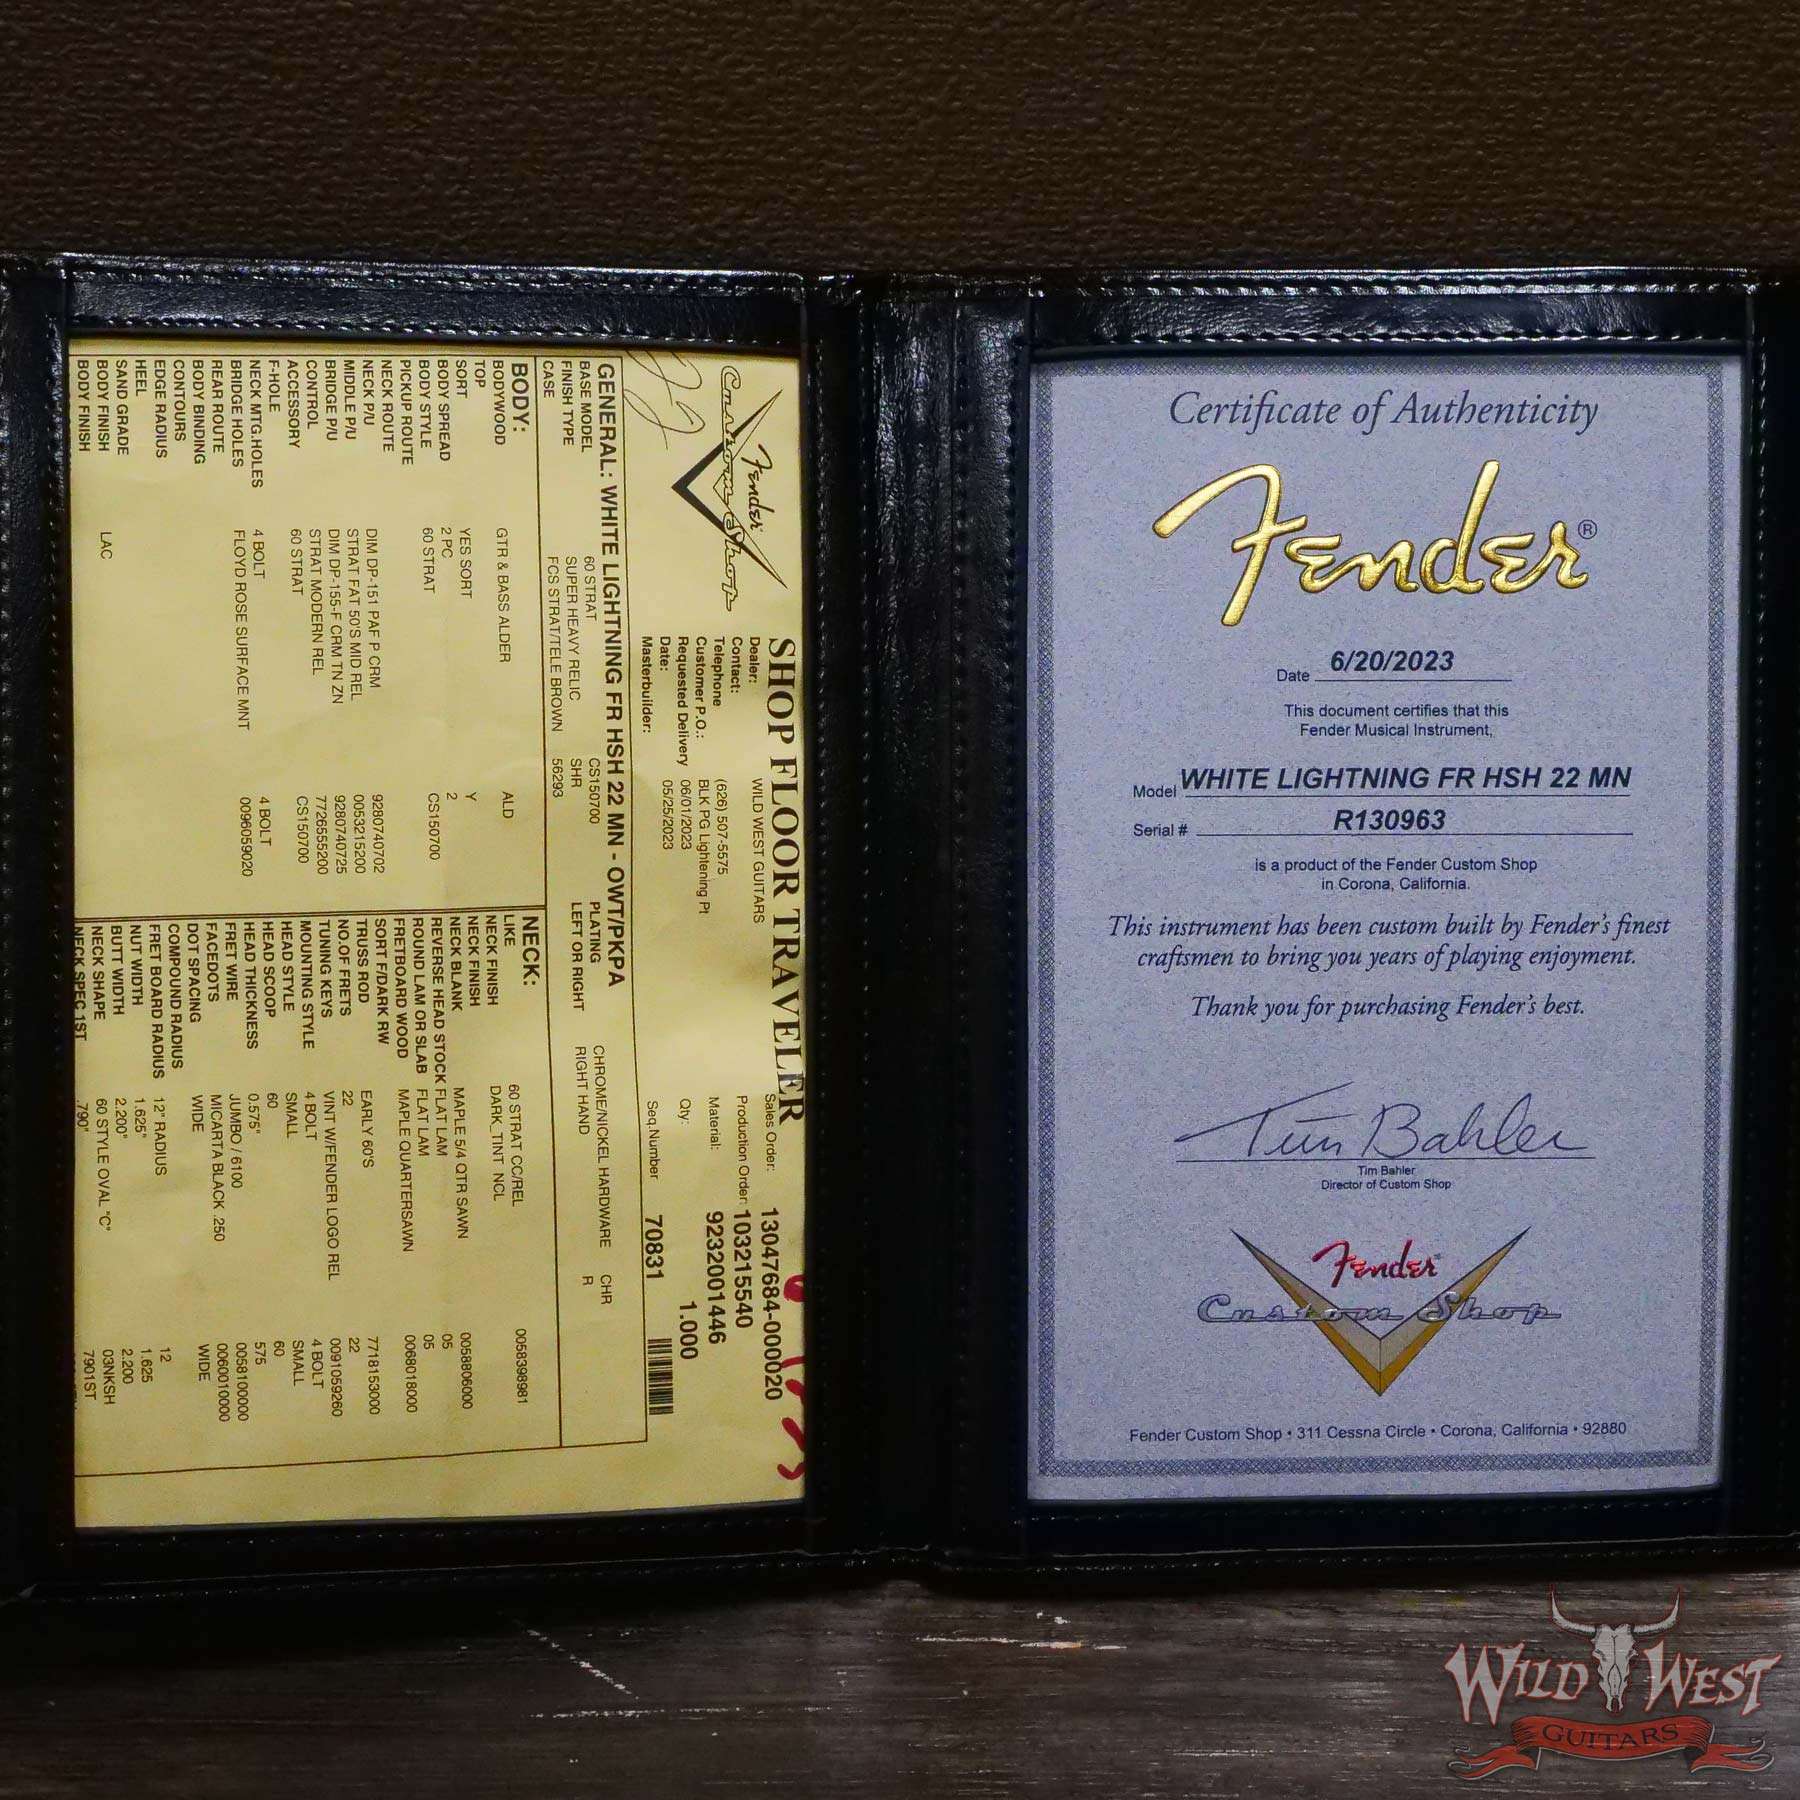 Fender
Custom Shop
SHOP FLOOR TRAVELER
Dealer: WILD WEST GUITARS
Contact:
Telephone (626) 507-5575
Customer P.O.: BLK PG Lightening Pt
Requested Delivery 06/01/2023
Date: 05/25/2023
Masterbuilder:
Sales Order: 13047684-000020
Production Order: 103215540
Material: 9232001446
Qty: 1.000
Seq.Number 70831
GENERAL: WHITE LIGHTNING FR HSH 22 MN - OWT/PKPA
BASE MODEL 60 STRAT CS150700 PLATING CHROME/NICKEL HARDWARE CHR
FINISH TYPE SUPER HEAVY RELIC SHR LEFT OR RIGHT RIGHT HAND R
CASE FCS STRAT/TELE BROWN 56293
BODY:
BODYWOOD GTR & BASS ALDER ALD
TOP
SORT YES SORT Y
BODY SPREAD 2 PC 2
BODY STYLE 60 STRAT CS150700
PICKUP ROUTE
NECK ROUTE
NECK P/U DIM DP-151 PAF P CRM 9280740702
MIDDLE P/U STRAT FAT 50'S MID REL 0053215200
BRIDGE P/U DIM DP-155-F CRM TN ZN 9280740725
CONTROL STRAT MODERN REL 7726555200
ACCESSORY 60 STRAT CS150700
F-HOLE
NECK MTG.HOLES 4 BOLT 4 BOLT
BRIDGE HOLES FLOYD ROSE SURFACE MNT 0096059020
REAR ROUTE
BODY BINDING
CONTOURS
EDGE RADIUS
HEEL
SAND GRADE
BODY FINISH LAC
BODY FINISH
NECK:
LIKE 60 STRAT CC/REL 0058398981
NECK FINISH DARK_TINT NCL
NECK FINISH
NECK BLANK MAPLE 5/4 QTR SAWN 0058806000
REVERSE HEAD STOCK FLAT LAM 05
ROUND LAM OR SLAB FLAT LAM 05
FRETBOARD WOOD MAPLE QUARTERSAWN 0068018000
SORT F/DARK RW
TRUSS ROD EARLY 60'S 7718153000
NO.OF FRETS 22 22
TUNING KEYS VINT W/FENDER LOGO REL 0091059260
MOUNTING STYLE 4 BOLT 4 BOLT
HEAD STYLE SMALL SMALL
HEAD SCOOP 60 60
HEAD THICKNESS 0.575" 575
FRET WIRE JUMBO / 6100 0058100000
FACEDOTS MICARTA BLACK .250 0060010000
DOT SPACING WIDE WIDE
COMPOUND RADIUS
FRET BOARD RADIUS 12" RADIUS 12
NUT WIDTH 1.625" 1.625
BUTT WIDTH 2.200" 2.200
NECK SHAPE 60 STYLE OVAL "C" 03NKSH
NECK SPEC 1ST .790" 7901ST
Certificate of Authenticity
Fender®
Date 6/20/2023
This document certifies that this
Fender Musical Instrument,
Model WHITE LIGHTNING FR HSH 22 MN
Serial # R130963
is a product of the Fender Custom Shop
in Corona, California.
This instrument has been custom built by Fender's finest
craftsmen to bring you years of playing enjoyment.
Thank you for purchasing Fender's best.
Tim Bahler
Tim Bahler
Director of Custom Shop
Fender
Custom Shop
Fender Custom Shop • 311 Cessna Circle • Corona, California • 92880
WILD WEST
GUITARS